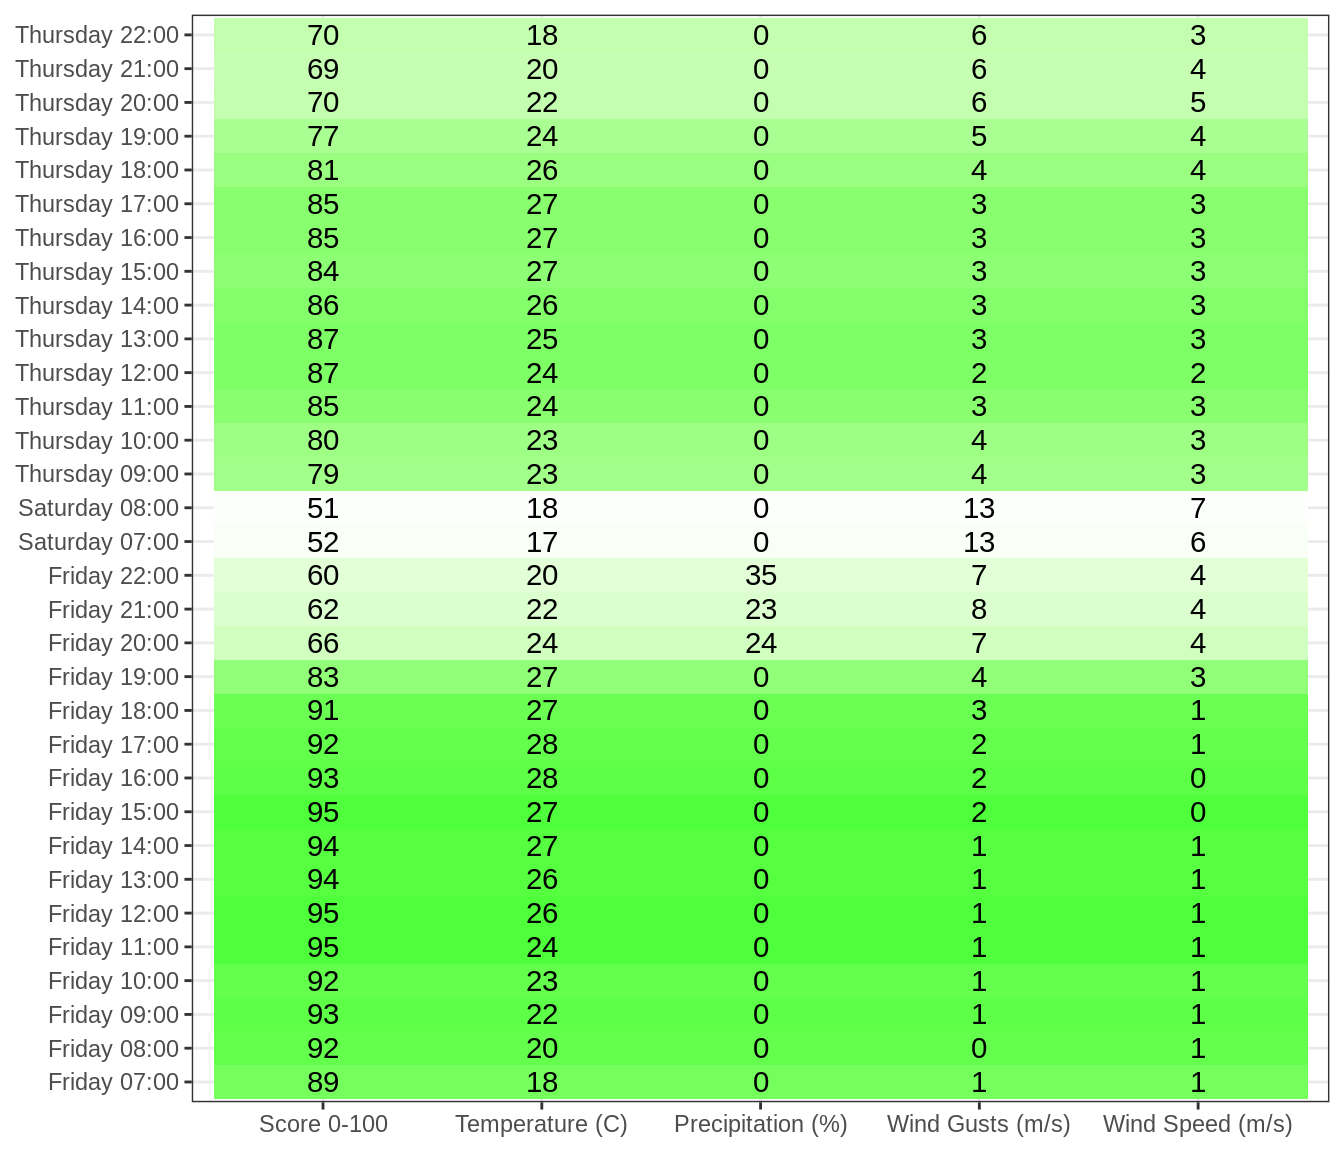 Thursday 22:00 70 18 0 6 3
Thursday 21:00 69 20 0 6 4
Thursday 20:00 70 22 0 6 5
Thursday 19:00 77 24 0 5 4
Thursday 18:00 81 26 0 4 4
Thursday 17:00 85 27 0 3 3
Thursday 16:00 85 27 0 3 3
Thursday 15:00 84 27 0 3 3
Thursday 14:00 86 26 0 3 3
Thursday 13:00 87 25 0 3 3
Thursday 12:00 87 24 0 2 2
Thursday 11:00 85 24 0 3 3
Thursday 10:00 80 23 0 4 3
Thursday 09:00 79 23 0 4 3
Saturday 08:00 51 18 0 13 7
Saturday 07:00 52 17 0 13 6
Friday 22:00 60 20 35 7 4
Friday 21:00 62 22 23 8 4
Friday 20:00 66 24 24 7 4
Friday 19:00 83 27 0 4 3
Friday 18:00 91 27 0 3 1
Friday 17:00 92 28 0 2 1
Friday 16:00 93 28 0 2 0
Friday 15:00 95 27 0 2 0
Friday 14:00 94 27 0 1 1
Friday 13:00 94 26 0 1 1
Friday 12:00 95 26 0 1 1
Friday 11:00 95 24 0 1 1
Friday 10:00 92 23 0 1 1
Friday 09:00 93 22 0 1 1
Friday 08:00 92 20 0 0 1
Friday 07:00 89 18 0 1 1
Score 0-100 Temperature (C) Precipitation (%) Wind Gusts (m/s) Wind Speed (m/s)